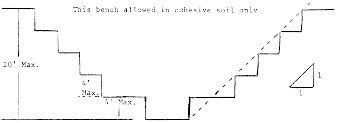 This bench allowed in cohesive soil only
20' Max.
4'
Max.
4' Max.
1
1